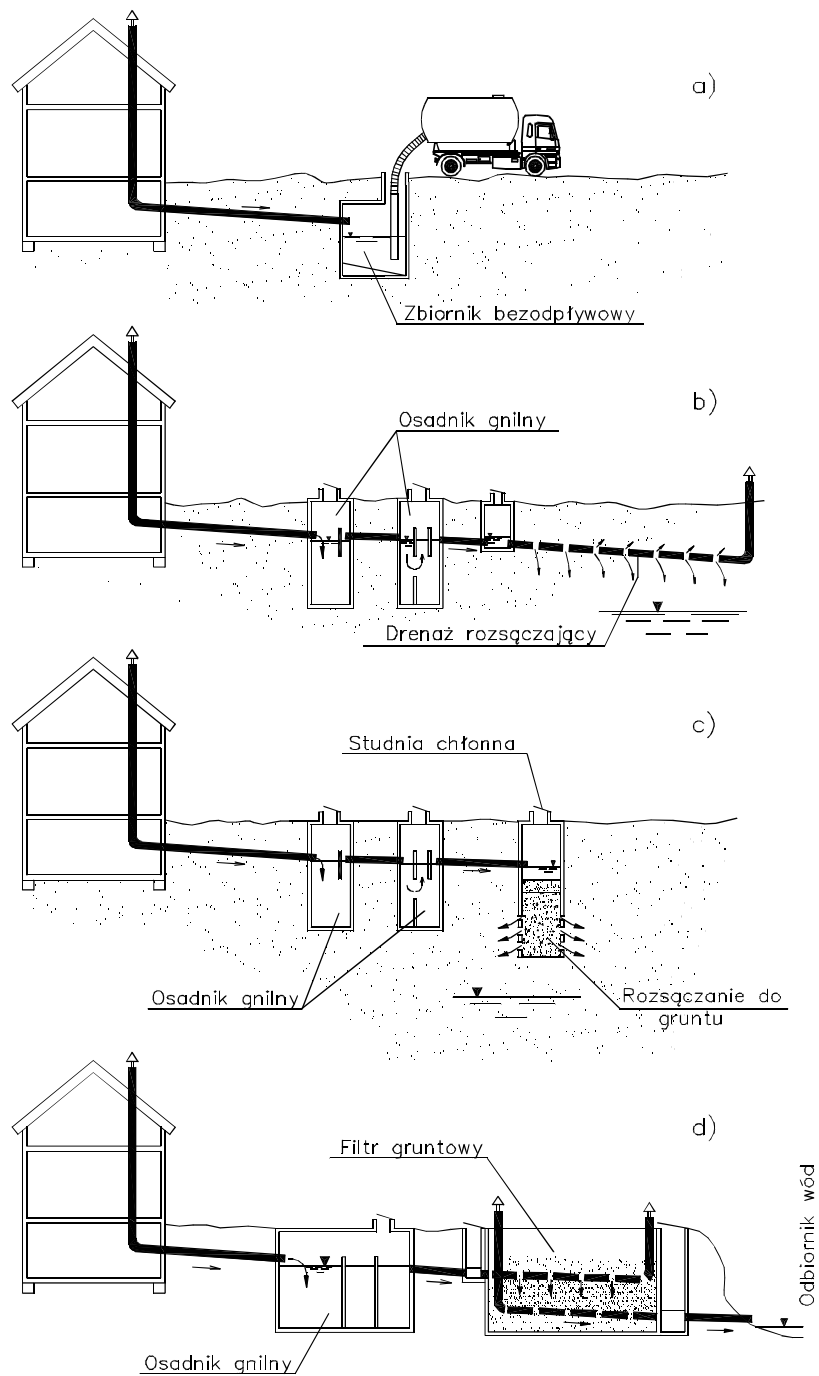 a)
Zbiornik bezodpływowy
b)
Osadnik gnilny
Drenaż rozsączający
c)
Studnia chłonna
Osadnik gnilny
Rozsączanie do
gruntu
d)
Filtr gruntowy
Odbiornik wód
Osadnik gnilny